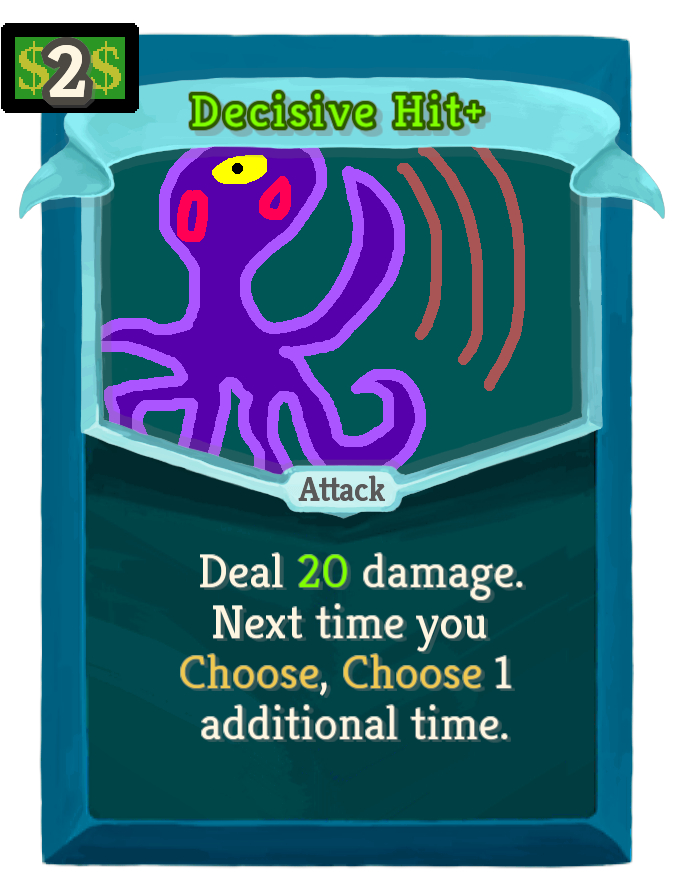 $2$
Decisive Hit+
Attack
Deal 20 damage.
Next time you
Choose, Choose 1
additional time.